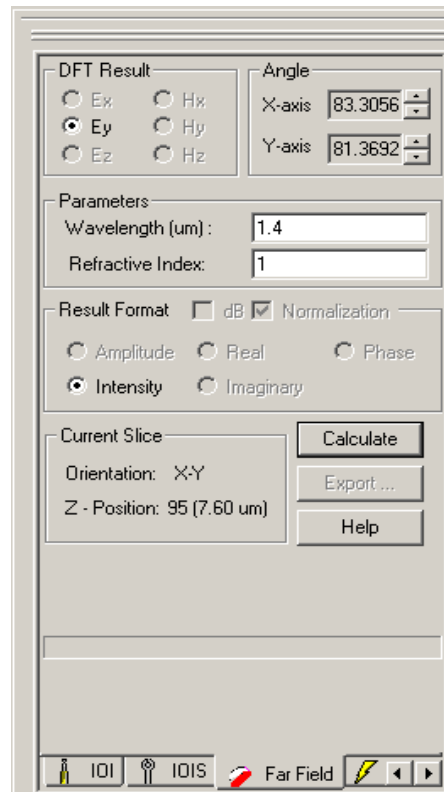 DFT Result
Ex Hx
Ey Hy
Ez Hz
Angle
X-axis 83.3056
Y-axis 81.3692
Parameters
Wavelength (um) : 1.4
Refractive Index: 1
Result Format dB Normalization
Amplitude Real Phase
Intensity Imaginary
Current Slice
Orientation: X-Y
Z - Position: 95 (7.60 um)
Calculate
Export ...
Help
IOI IOIS Far Field